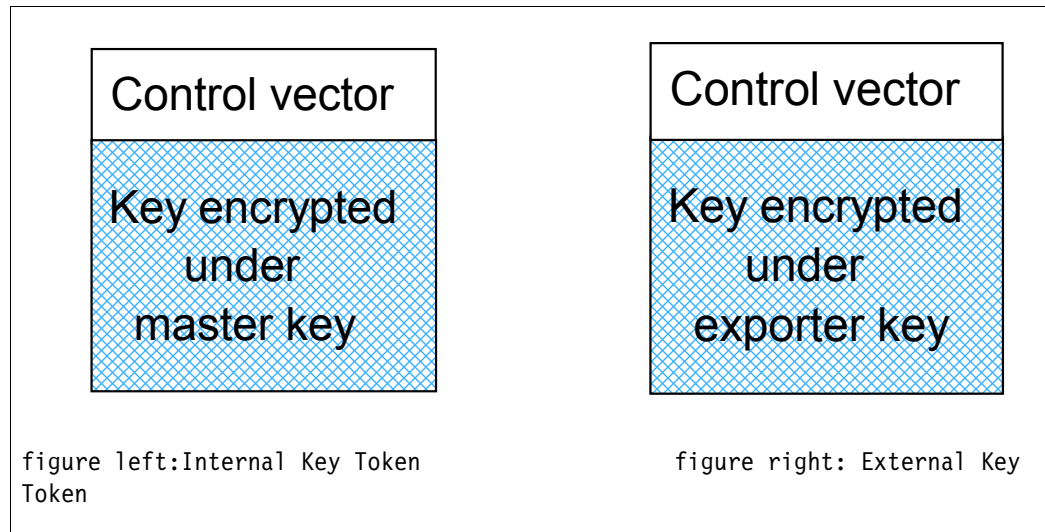 Control vector
Key encrypted
under
master key
Control vector
Key encrypted
under
exporter key
figure left:Internal Key Token                    figure right: External Key
Token